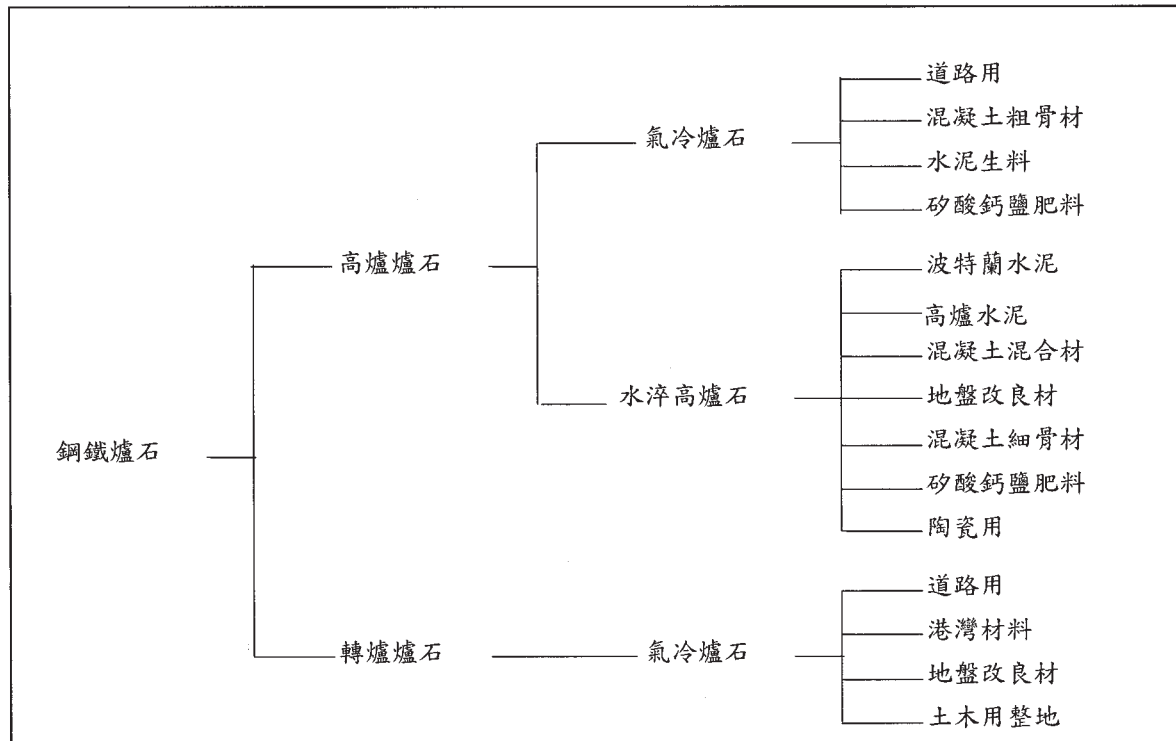 道路用
混凝土粗骨材
氣冷爐石
水泥生料
矽酸鈣鹽肥料
高爐爐石
波特蘭水泥
高爐水泥
混凝土混合材
水淬高爐石
地盤改良材
混凝土細骨材
鋼鐵爐石
矽酸鈣鹽肥料
陶瓷用
道路用
港灣材料
轉爐爐石
氣冷爐石
地盤改良材
土木用整地